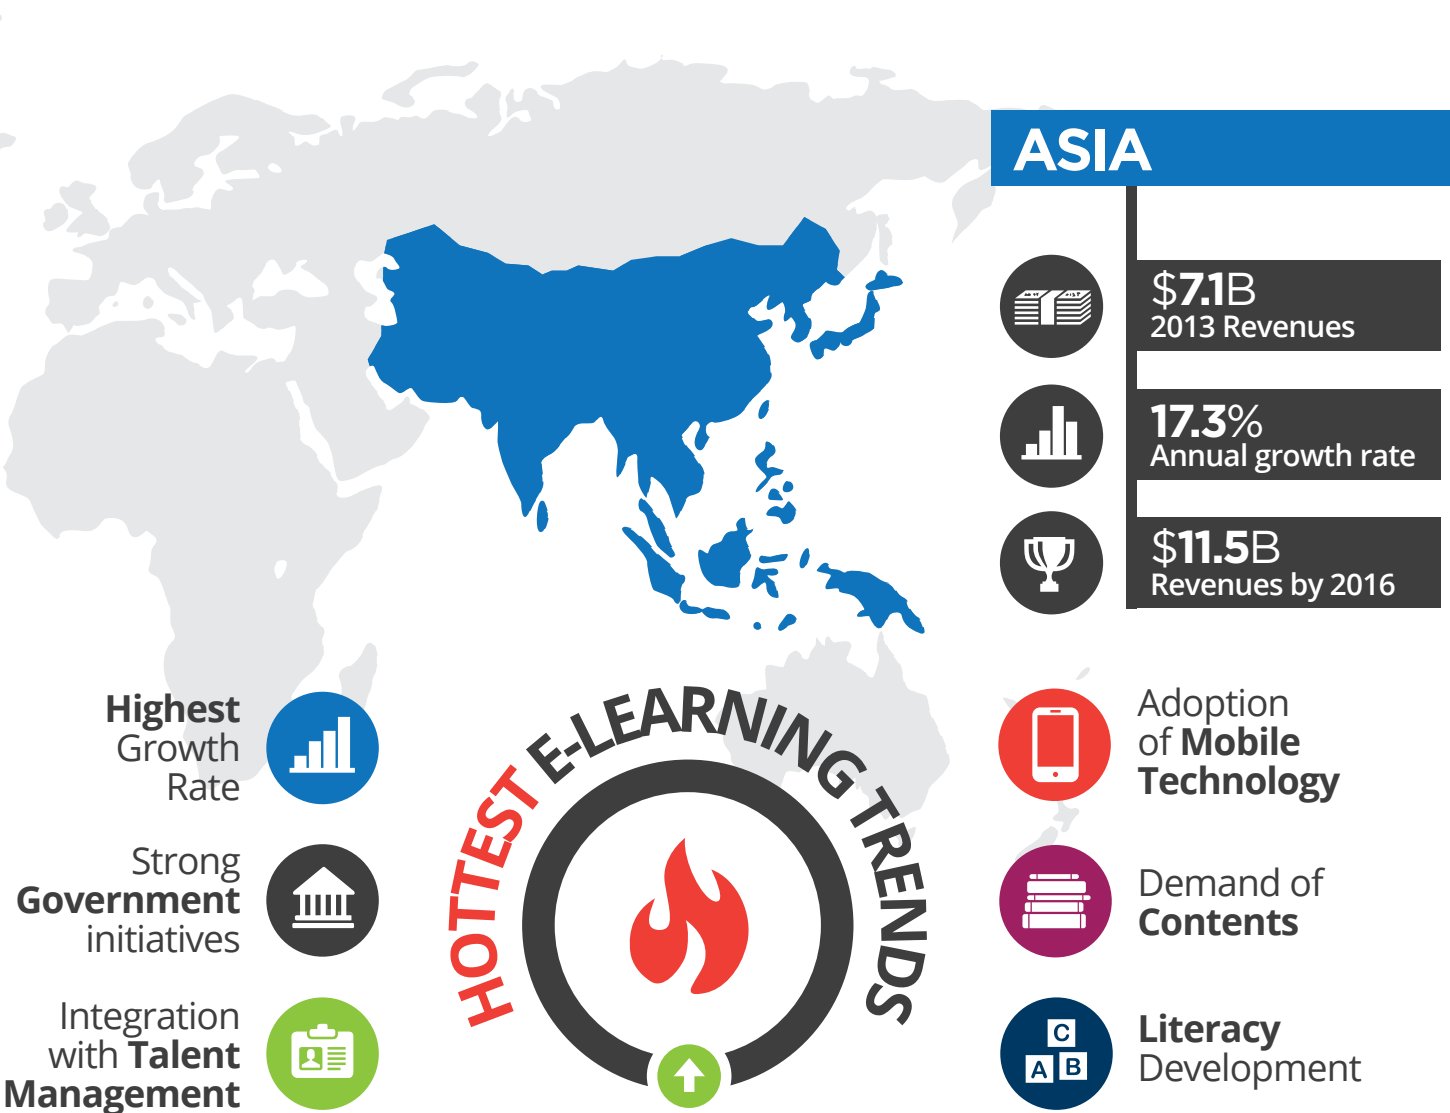 ASIA
$7.1B
2013 Revenues
17.3%
Annual growth rate
$11.5B
Revenues by 2016
HOTTEST E-LEARNING TRENDS
Highest
Growth
Rate
Strong
Government
initiatives
Integration
with Talent
Management
Adoption
of Mobile
Technology
Demand of
Contents
C
A B
Literacy
Development